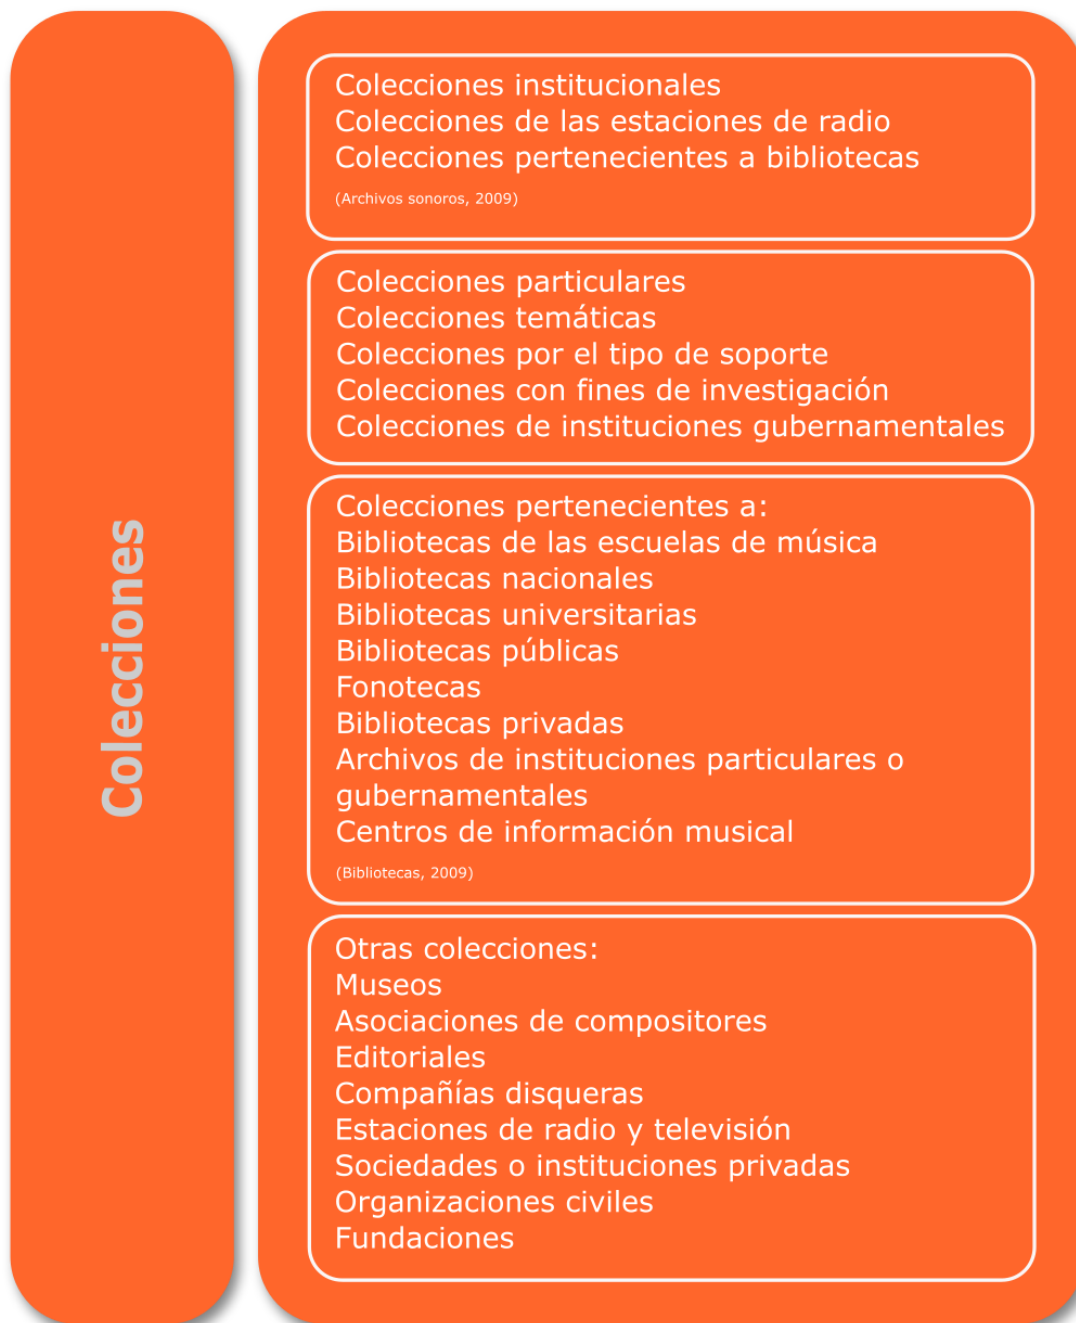 Colecciones
Colecciones institucionales
Colecciones de las estaciones de radio
Colecciones pertenecientes a bibliotecas
(Archivos sonoros, 2009)
Colecciones particulares
Colecciones temáticas
Colecciones por el tipo de soporte
Colecciones con fines de investigación
Colecciones de instituciones gubernamentales
Colecciones pertenecientes a:
Bibliotecas de las escuelas de música
Bibliotecas nacionales
Bibliotecas universitarias
Bibliotecas públicas
Fonotecas
Bibliotecas privadas
Archivos de instituciones particulares o
gubernamentales
Centros de información musical
(Bibliotecas, 2009)
Otras colecciones:
Museos
Asociaciones de compositores
Editoriales
Compañías disqueras
Estaciones de radio y televisión
Sociedades o instituciones privadas
Organizaciones civiles
Fundaciones